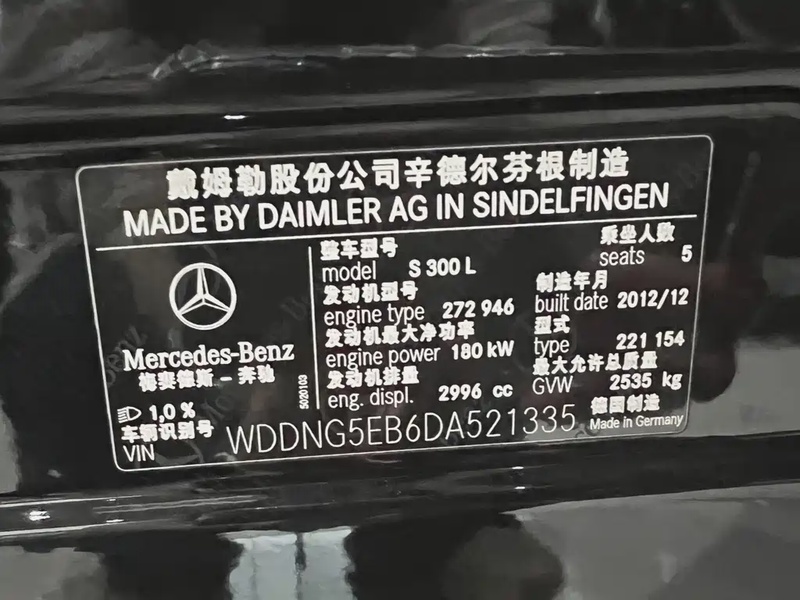 戴姆勒股份公司辛德尔芬根制造
MADE BY DAIMLER AG IN SINDELFINGEN
Mercedes-Benz
梅赛德斯－奔驰
5020103
1,0 %
整车型号
model S 300 L
乘坐人数
seats 5
发动机型号
engine type 272 946
制造年月
built date 2012/12
发动机最大净功率
engine power 180 kW
型式
type 221 154
发动机排量
eng. displ. 2996 cc
最大允许总质量
GVW 2535 kg
车辆识别号
VIN WDDNG5EB6DA521335
德国制造
Made in Germany